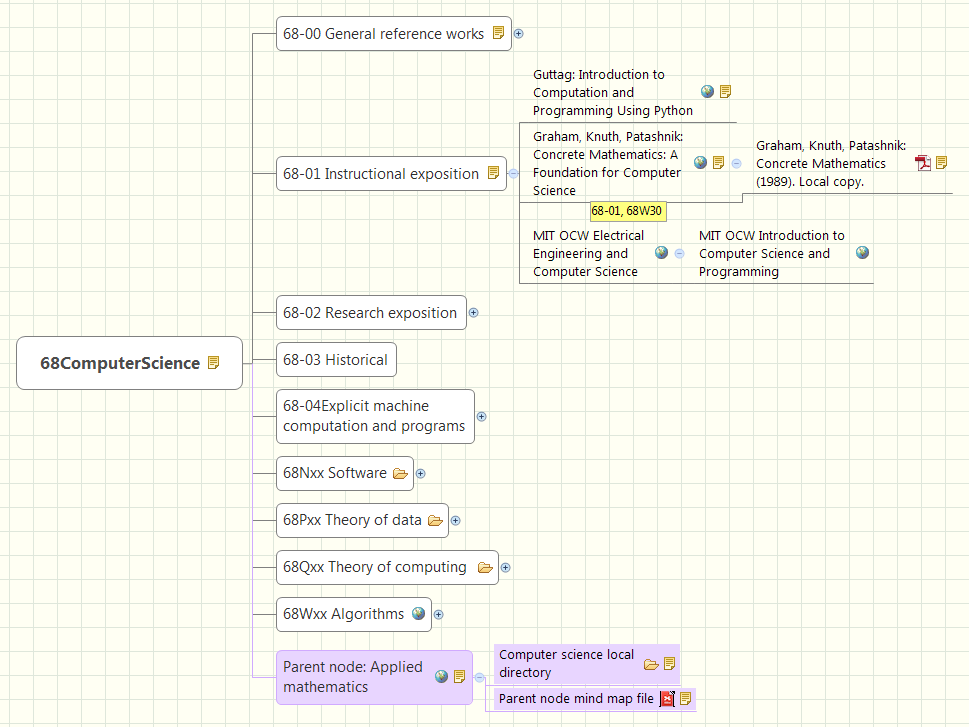 68-00 General reference works
Guttag: Introduction to
Computation and
Programming Using Python
68-01 Instructional exposition
Graham, Knuth, Patashnik:
Concrete Mathematics: A
Foundation for Computer
Science
Graham, Knuth, Patashnik:
Concrete Mathematics
(1989). Local copy.
68-01, 68W30
MIT OCW Electrical
Engineering and
Computer Science
MIT OCW Introduction to
Computer Science and
Programming
68-02 Research exposition
68ComputerScience
68-03 Historical
68-04Explicit machine
computation and programs
68Nxx Software
68Pxx Theory of data
68Qxx Theory of computing
68Wxx Algorithms
Parent node: Applied
mathematics
Computer science local
directory
Parent node mind map file